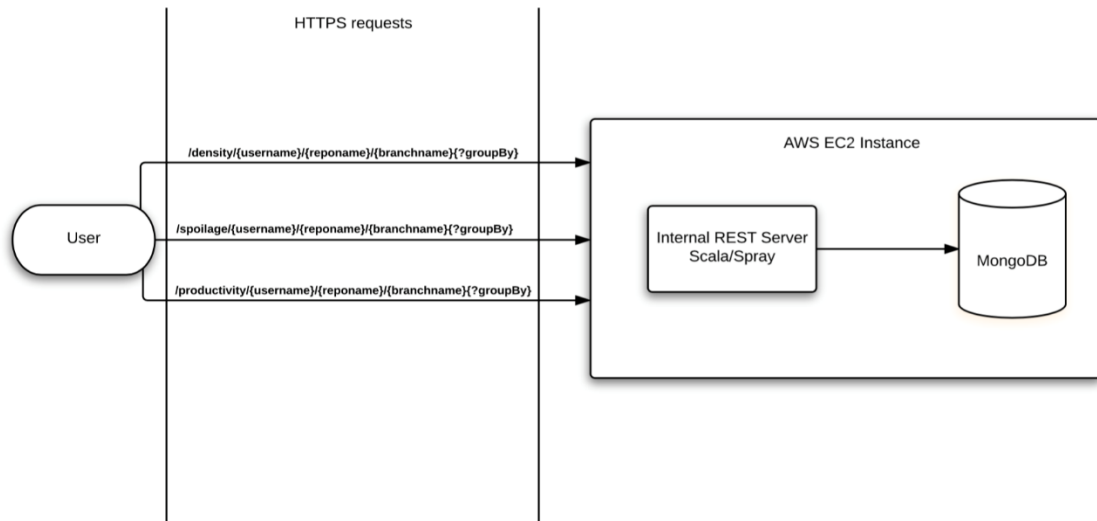 HTTPS requests
AWS EC2 Instance
/density/{username}/{reponame}/{branchname}{?groupBy}
User
/spoilage/{username}/{reponame}/{branchname}{?groupBy}
Internal REST Server
Scala/Spray
MongoDB
/productivity/{username}/{reponame}/{branchname}{?groupBy}